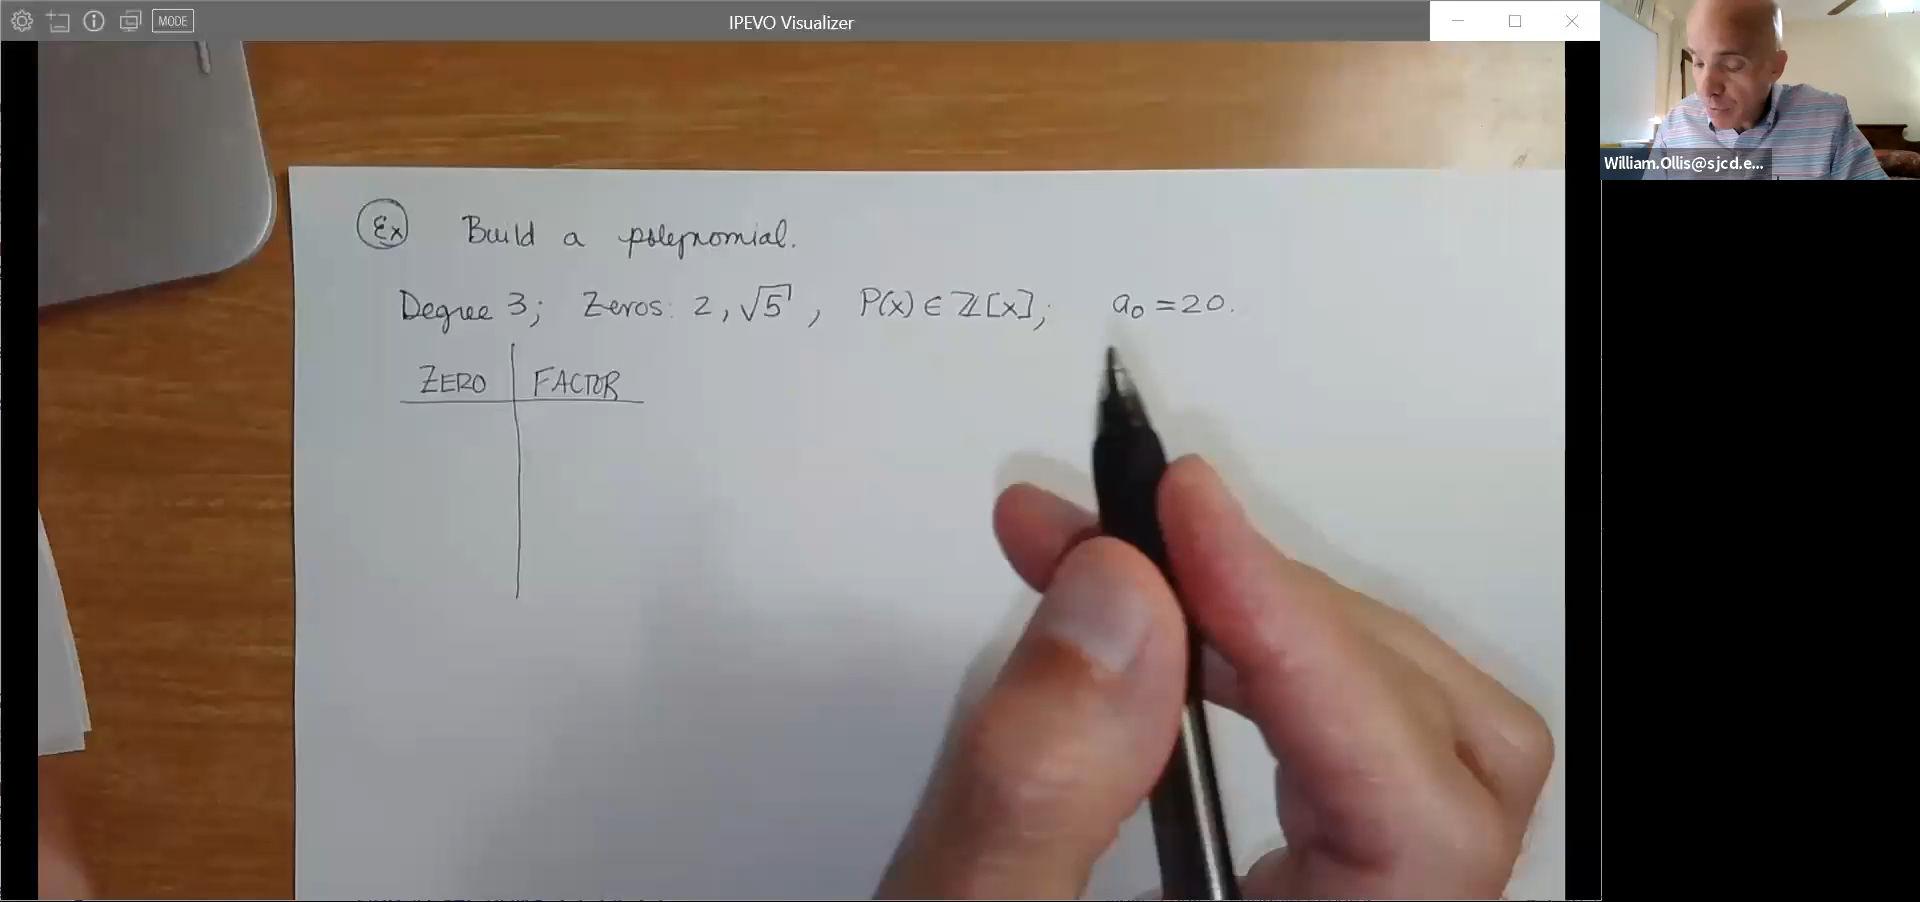 MODE
IPEVO Visualizer
William.Ollis@sjcd.e...
Ex Build a polynomial.
Degree 3; Zeros: 2, √5, P(x) ∈ ℤ[x]; a₀ = 20.
ZERO FACTOR